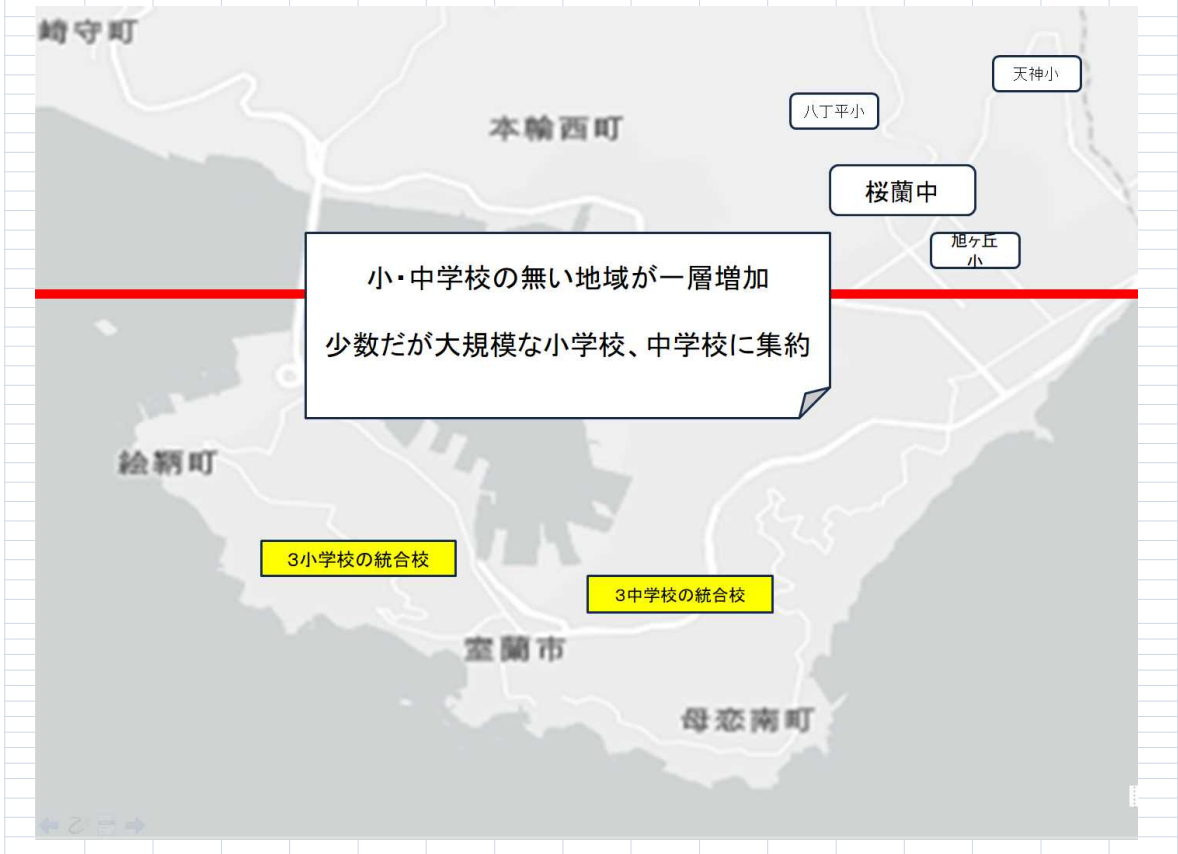 崎守町
天神小
八丁平小
本輪西町
桜蘭中
旭ヶ丘
小
小・中学校の無い地域が一層増加
少数だが大規模な小学校、中学校に集約
絵鞆町
3小学校の統合校
3中学校の統合校
室蘭市
母恋南町